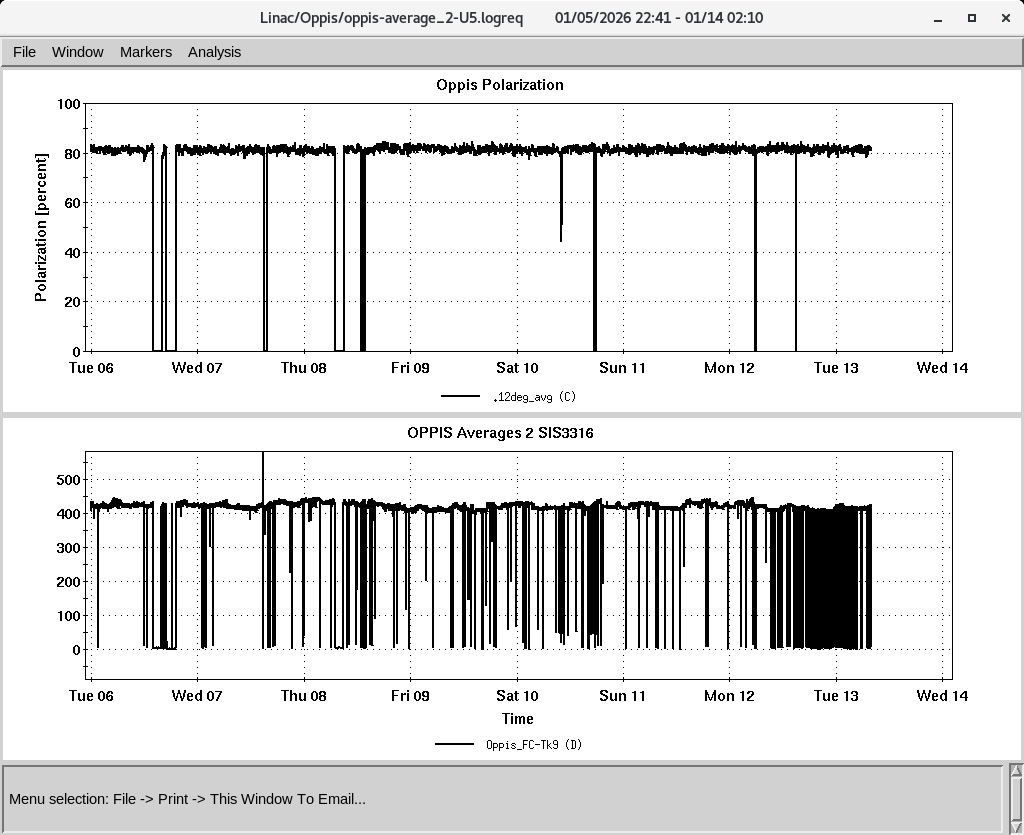 Linac/Oppis/oppis-average_2-U5.logreq 01/05/2026 22:41 - 01/14 02:10
File Window Markers Analysis
Oppis Polarization
Polarization [percent]
100
80
60
40
20
0
Tue 06 Wed 07 Thu 08 Fri 09 Sat 10 Sun 11 Mon 12 Tue 13 Wed 14
.12deg_avg (C)
OPPIS Averages 2 SIS3316
500
400
300
200
100
0
Tue 06 Wed 07 Thu 08 Fri 09 Sat 10 Sun 11 Mon 12 Tue 13 Wed 14
Time
Oppis_FC-Tk9 (D)
Menu selection: File -> Print -> This Window To Email...